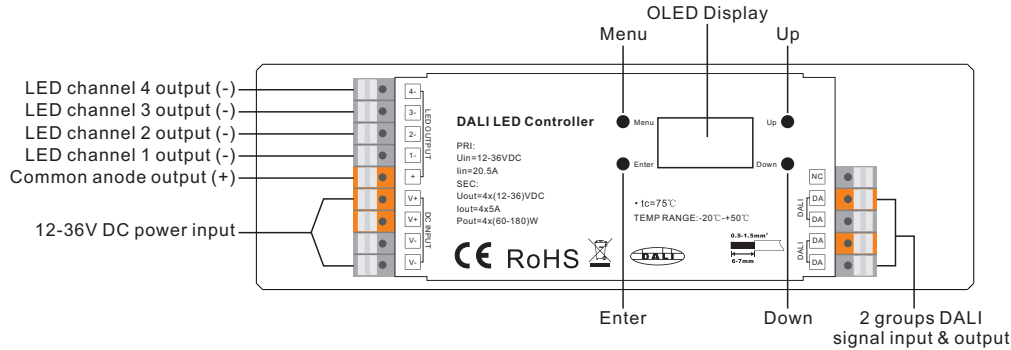 OLED Display
Menu
Up
LED channel 4 output (-)
LED channel 3 output (-)
LED channel 2 output (-)
LED channel 1 output (-)
Common anode output (+)
12-36V DC power input
4-
3-
2-
1-
+
V+
V+
V-
V-
LED OUTPUT
DC INPUT
DALI LED Controller
PRI:
Uin=12-36VDC
Iin=20.5A
SEC:
Uout=4x(12-36)VDC
Iout=4x5A
Pout=4x(60-180)W
CE RoHS
DALI
Menu
Enter
Up
Down
• tc=75℃
TEMP RANGE:-20℃-+50℃
0.5-1.5mm²
6-7mm
NC
DA
DA
DA
DA
DALI
DALI
Enter
Down
2 groups DALI
signal input & output